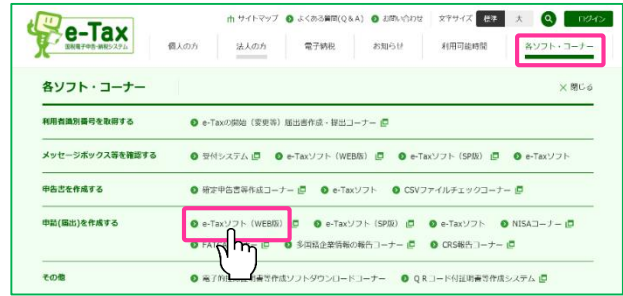 サイトマップ よくある質問(Q&A) お問い合わせ 文字サイズ 標準 大 ログイン
e-Tax
国税電子申告・納税システム
個人の方 法人の方 電子納税 お知らせ 利用可能時間 各ソフト・コーナー
各ソフト・コーナー 閉じる
利用者識別番号を取得する e-Taxの開始(変更等)届出書作成・提出コーナー
メッセージボックス等を確認する 受付システム e-Taxソフト(WEB版) e-Taxソフト(SP版) e-Taxソフト
申告書を作成する 確定申告書等作成コーナー e-Taxソフト CSVファイルチェックコーナー
申請(届出)を作成する e-Taxソフト(WEB版) e-Taxソフト(SP版) e-Taxソフト NISAコーナー
多国籍企業情報の報告コーナー CRS報告コーナー
その他 ソフトダウンロードコーナー QRコード付証明書等作成システム